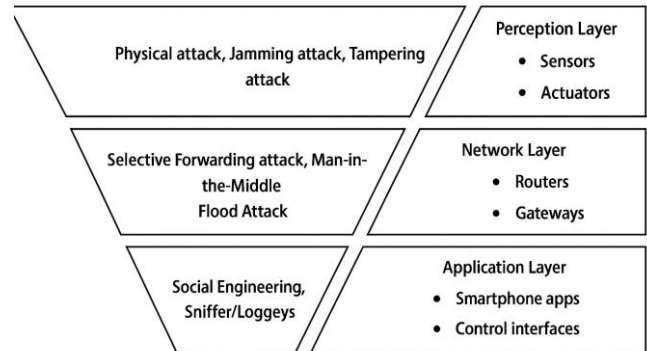 Physical attack, Jamming attack, Tampering
attack
Perception Layer
• Sensors
• Actuators
Selective Forwarding attack, Man-in-
the-Middle
Flood Attack
Network Layer
• Routers
• Gateways
Social Engineering,
Sniffer/Loggeys
Application Layer
• Smartphone apps
• Control interfaces